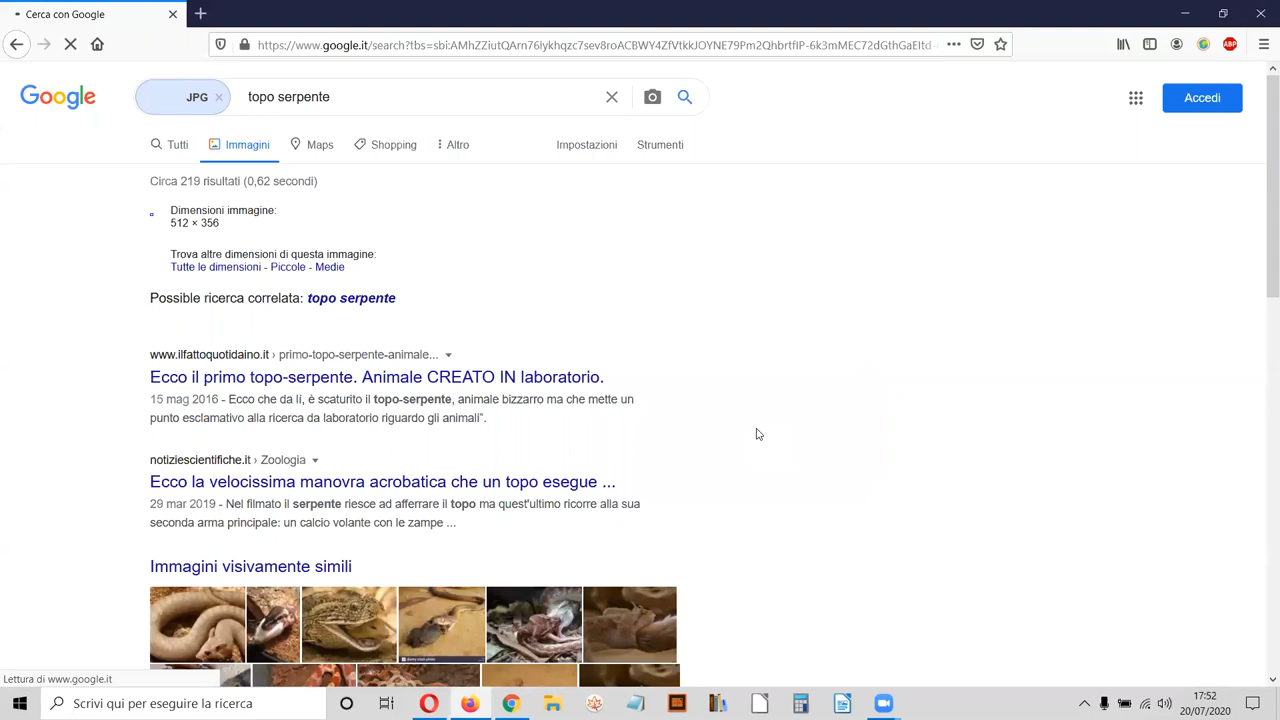 Cerca con Google
https://www.google.it/search?tbs=sbi:
Google
JPG
topo serpente
Accedi
Tutti
Immagini
Maps
Shopping
Altro
Impostazioni
Strumenti
Circa 219 risultati (0,62 secondi)
Dimensioni immagine:
512 × 356
Trova altre dimensioni di questa immagine:
Tutte le dimensioni - Piccole - Medie
Possible ricerca correlata: topo serpente
www.ilfattoquotidaino.it › primo-topo-serpente-animale...
Ecco il primo topo-serpente. Animale CREATO IN laboratorio.
15 mag 2016 - Ecco che da lì, è scaturito il topo-serpente, animale bizzarro ma che mette un
punto esclamativo alla ricerca da laboratorio riguardo gli animali".
notiziescientifiche.it › Zoologia
Ecco la velocissima manovra acrobatica che un topo esegue ...
29 mar 2019 - Nel filmato il serpente riesce ad afferrare il topo ma quest'ultimo ricorre alla sua
seconda arma principale: un calcio volante con le zampe ...
Immagini visivamente simili
Lettura di www.google.it
Scrivi qui per eseguire la ricerca
17:52
20/07/2020
ABP